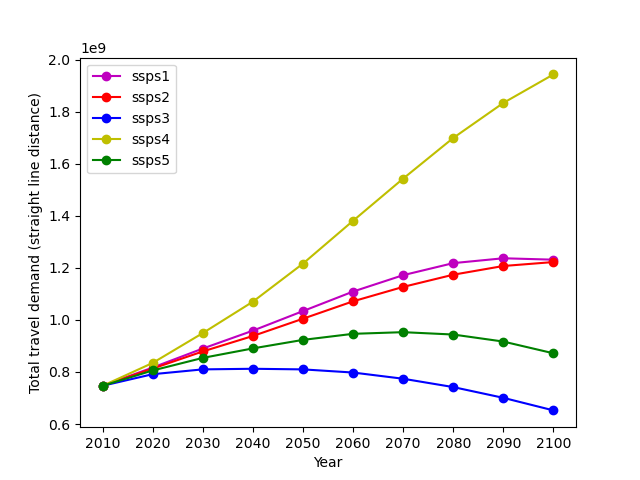 1e9
2.0
1.8
1.6
1.4
1.2
1.0
0.8
0.6
Total travel demand (straight line distance)
ssps1
ssps2
ssps3
ssps4
ssps5
2010 2020 2030 2040 2050 2060 2070 2080 2090 2100
Year